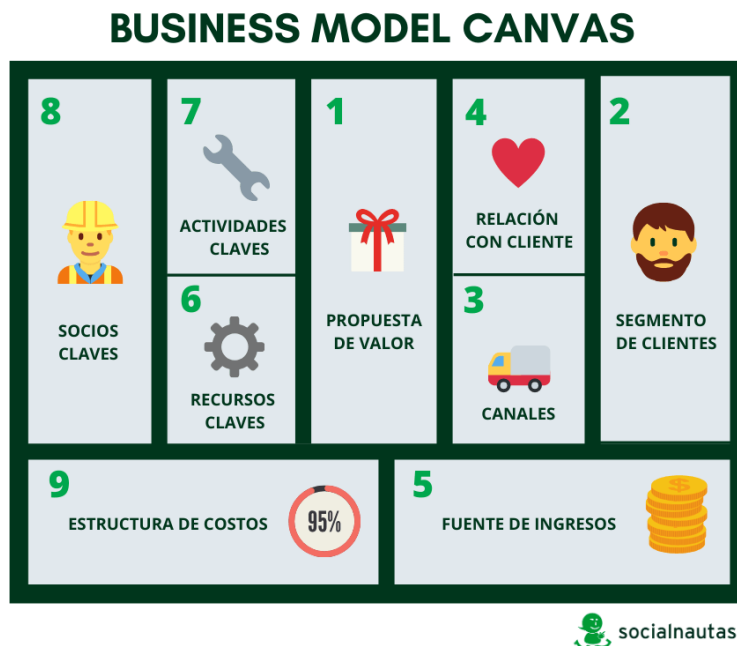 BUSINESS MODEL CANVAS
8
SOCIOS
CLAVES
7
ACTIVIDADES
CLAVES
6
RECURSOS
CLAVES
1
PROPUESTA
DE VALOR
4
RELACIÓN
CON CLIENTE
3
CANALES
2
SEGMENTO
DE CLIENTES
9
ESTRUCTURA DE COSTOS
95%
5
FUENTE DE INGRESOS
$
socialnautas